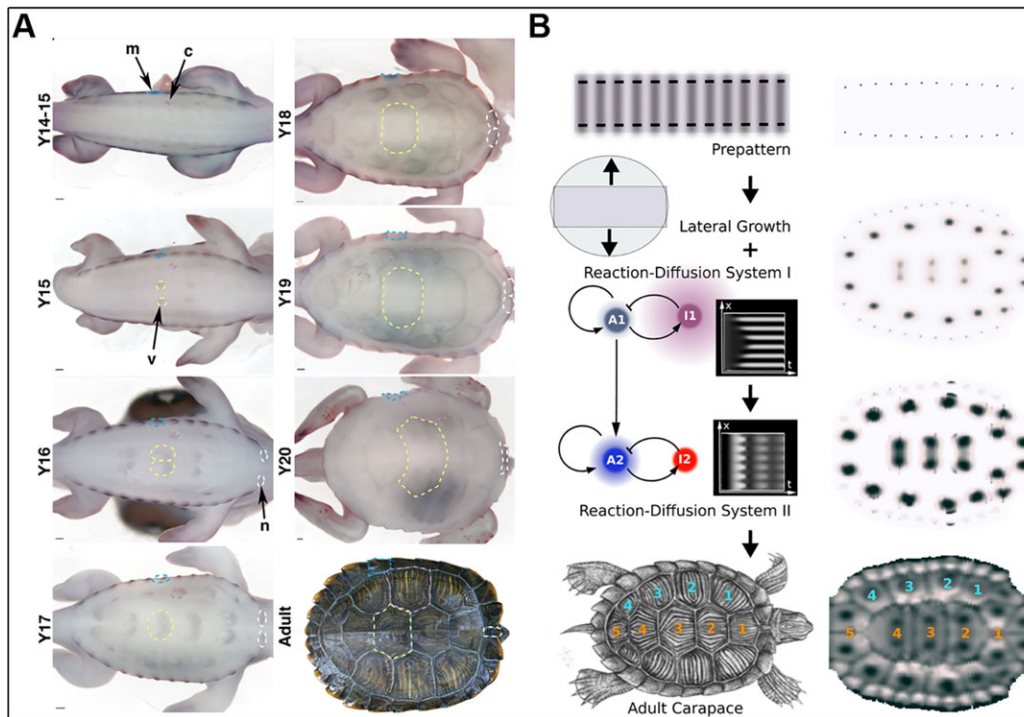 A
B
m
c
Y14-15
Y18
Y15
v
Y19
Y16
n
Y20
Y17
Adult
Prepattern
Lateral Growth
+
Reaction-Diffusion System I
A1
I1
x
t
A2
I2
x
t
Reaction-Diffusion System II
4
3
2
1
5
4
3
2
1
Adult Carapace
4
3
2
1
5
4
3
2
1